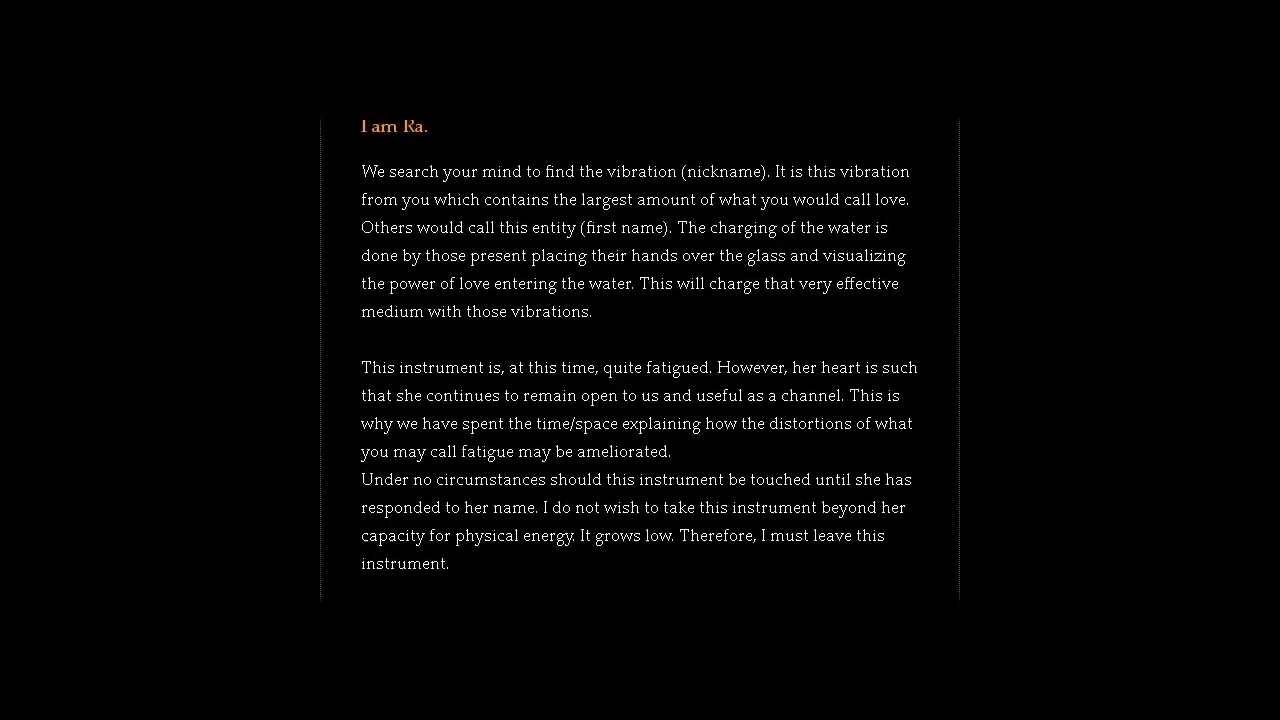 I am Ra.
We search your mind to find the vibration (nickname). It is this vibration
from you which contains the largest amount of what you would call love.
Others would call this entity (first name). The charging of the water is
done by those present placing their hands over the glass and visualizing
the power of love entering the water. This will charge that very effective
medium with those vibrations.
This instrument is, at this time, quite fatigued. However, her heart is such
that she continues to remain open to us and useful as a channel. This is
why we have spent the time/space explaining how the distortions of what
you may call fatigue may be ameliorated.
Under no circumstances should this instrument be touched until she has
responded to her name. I do not wish to take this instrument beyond her
capacity for physical energy. It grows low. Therefore, I must leave this
instrument.